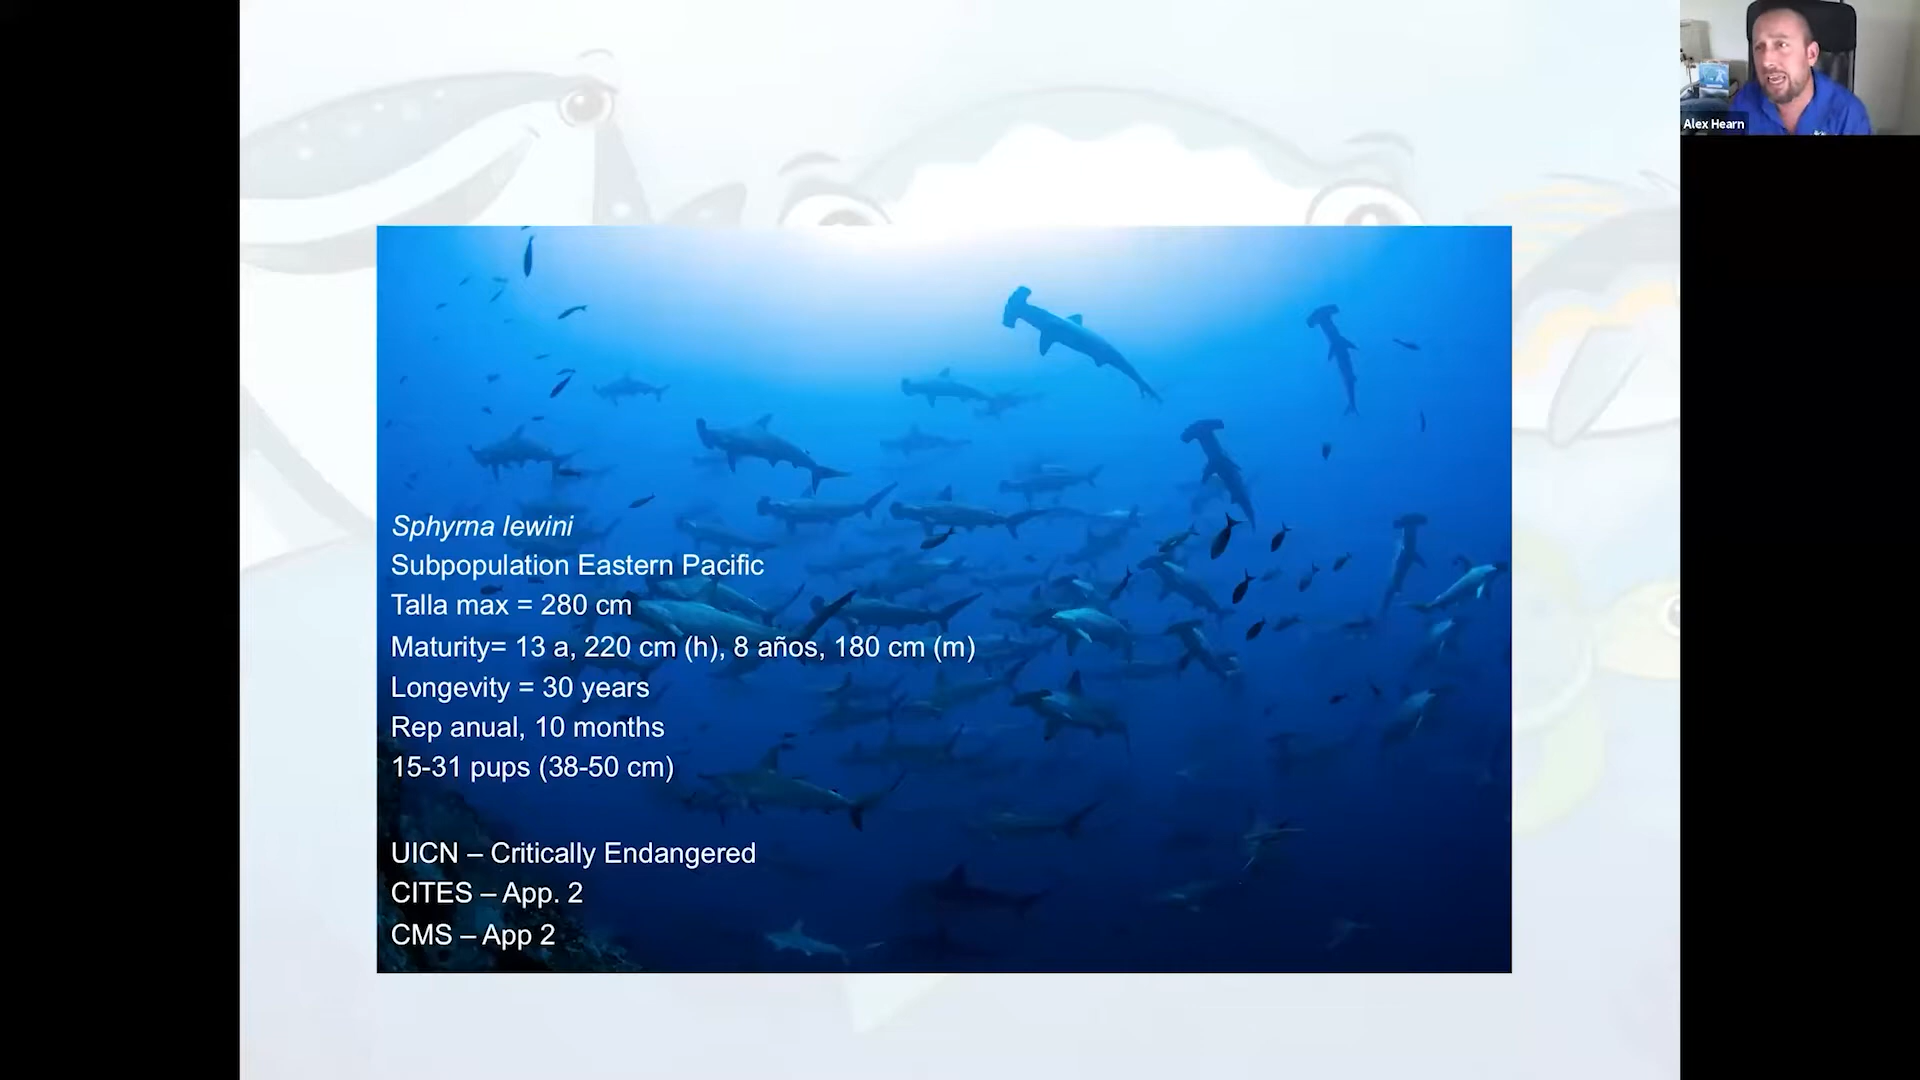 Alex Hearn
Sphyrna lewini
Subpopulation Eastern Pacific
Talla max = 280 cm
Maturity= 13 a, 220 cm (h), 8 años, 180 cm (m)
Longevity = 30 years
Rep anual, 10 months
15-31 pups (38-50 cm)
UICN – Critically Endangered
CITES – App. 2
CMS – App 2